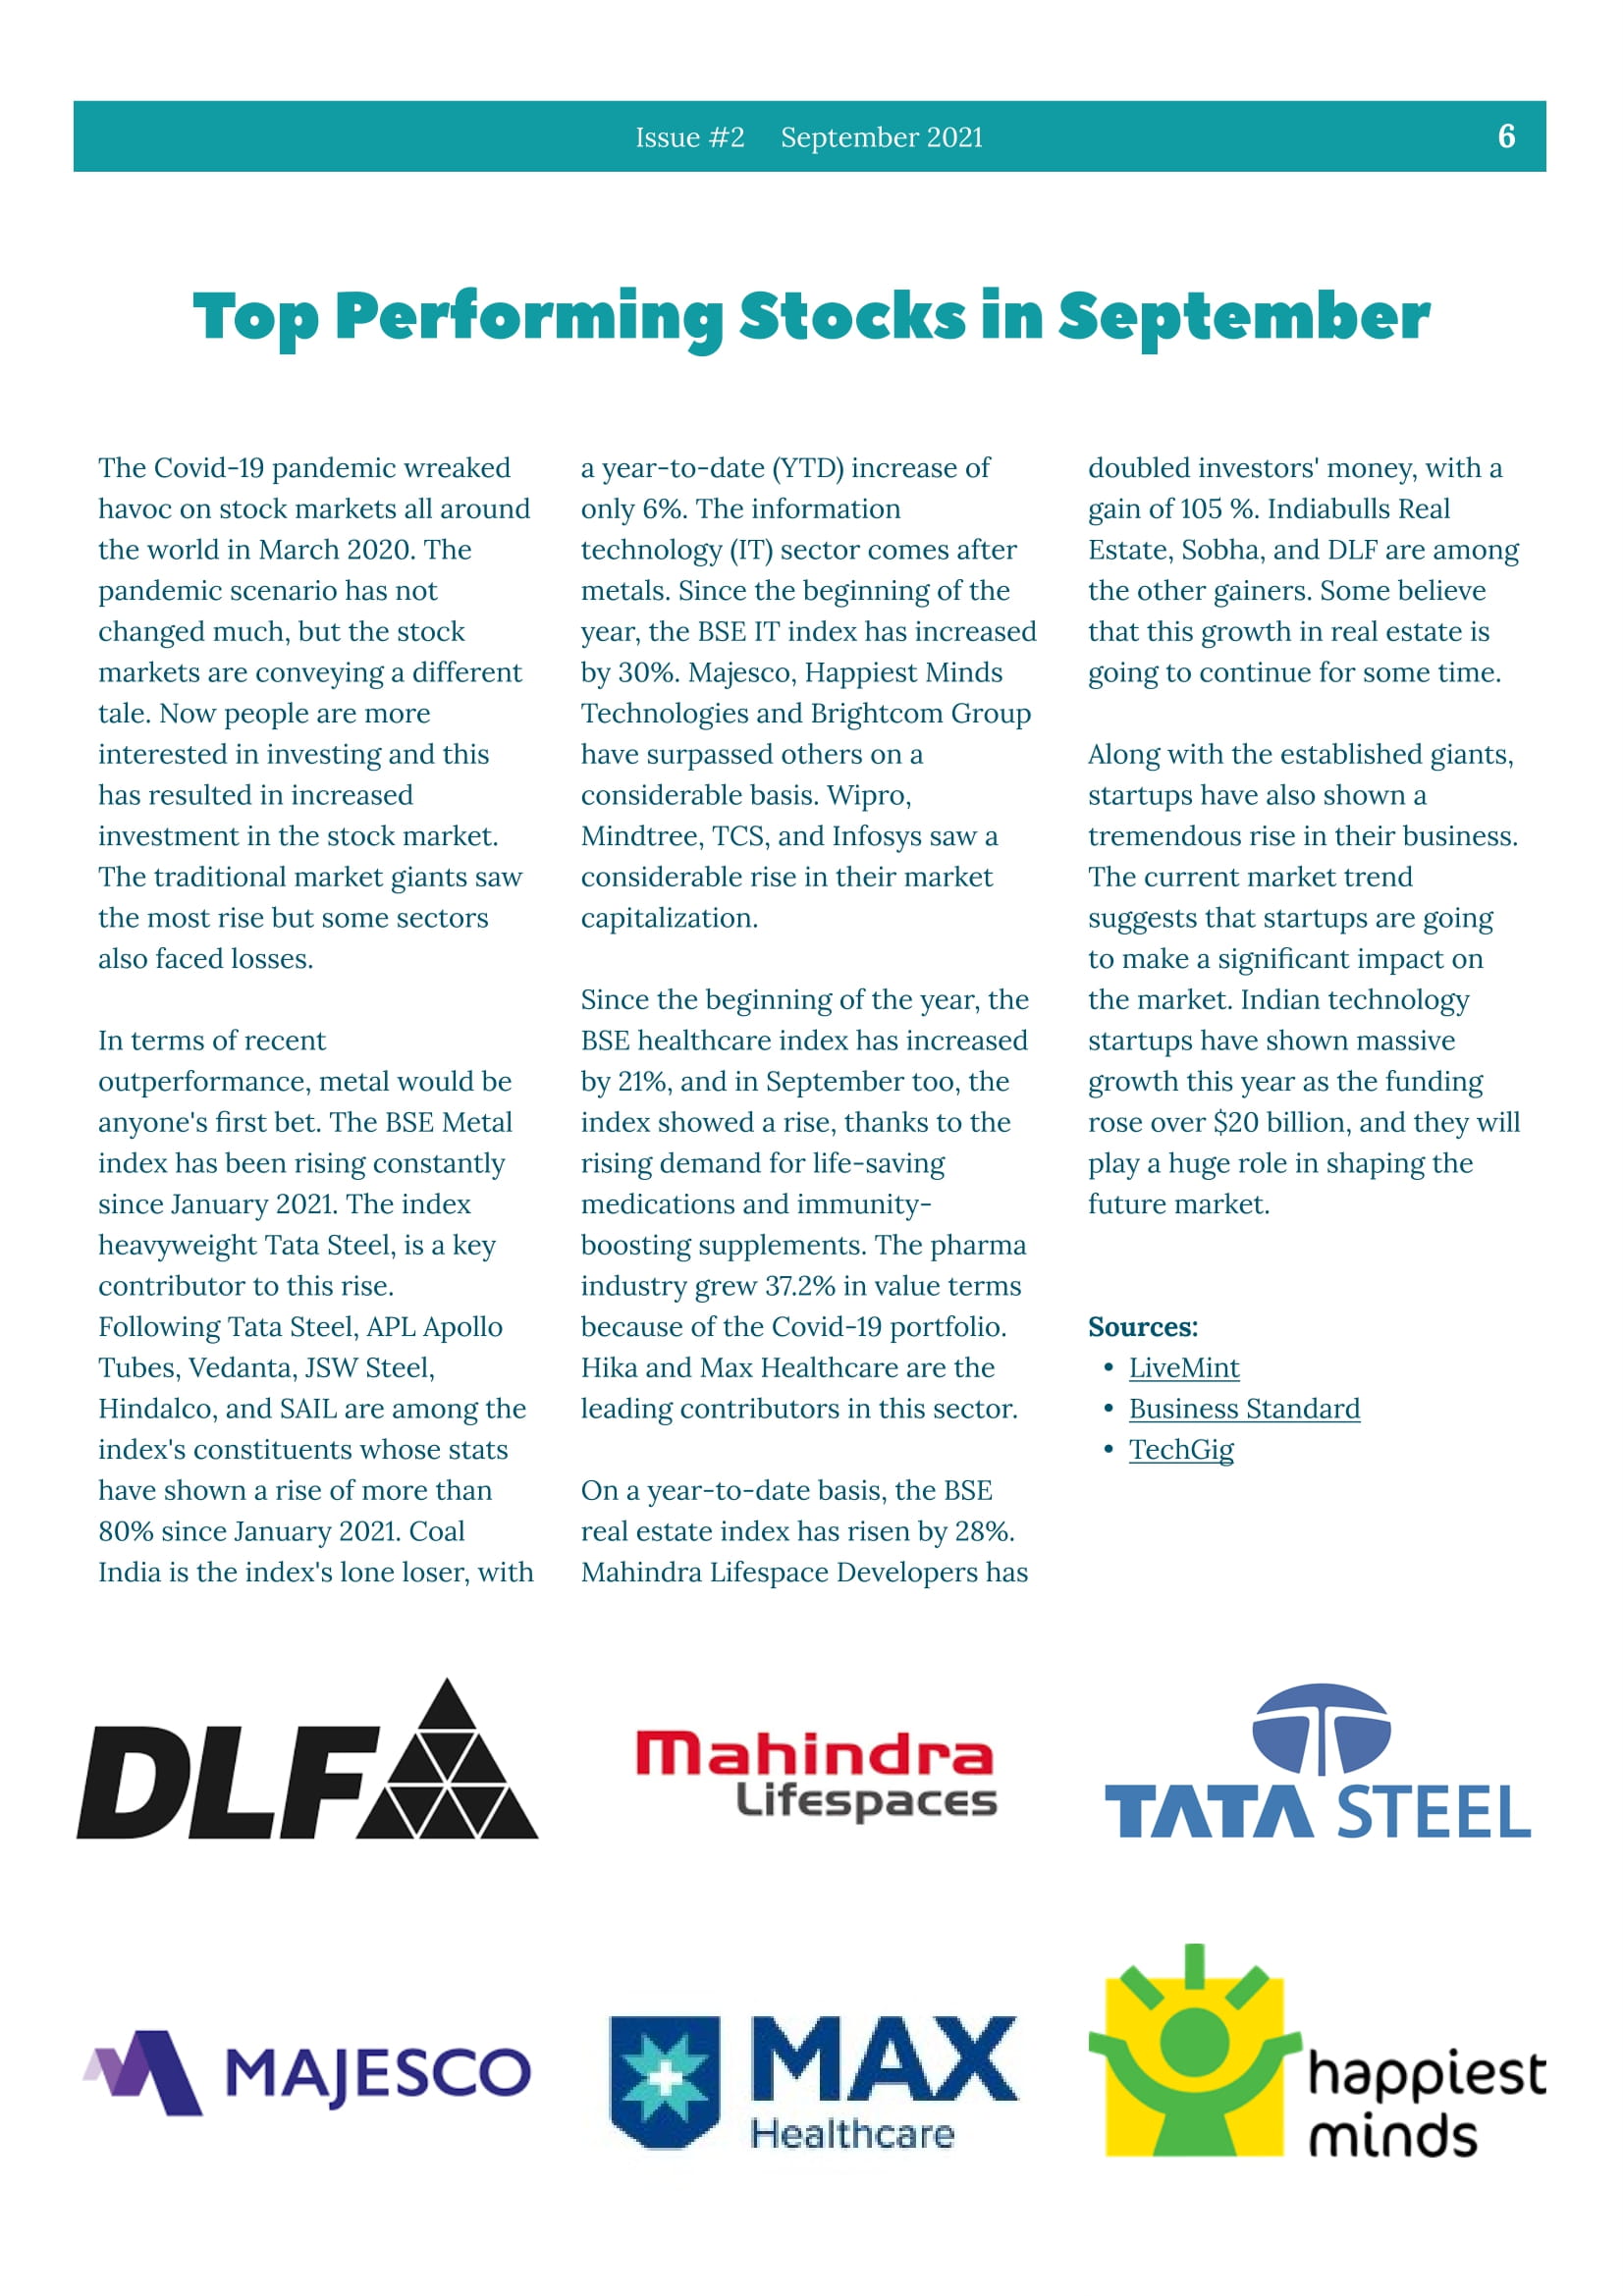 Issue #2 September 2021 6
Top Performing Stocks in September
The Covid-19 pandemic wreaked
havoc on stock markets all around
the world in March 2020. The
pandemic scenario has not
changed much, but the stock
markets are conveying a different
tale. Now people are more
interested in investing and this
has resulted in increased
investment in the stock market.
The traditional market giants saw
the most rise but some sectors
also faced losses.
In terms of recent
outperformance, metal would be
anyone's first bet. The BSE Metal
index has been rising constantly
since January 2021. The index
heavyweight Tata Steel, is a key
contributor to this rise.
Following Tata Steel, APL Apollo
Tubes, Vedanta, JSW Steel,
Hindalco, and SAIL are among the
index's constituents whose stats
have shown a rise of more than
80% since January 2021. Coal
India is the index's lone loser, with
a year-to-date (YTD) increase of
only 6%. The information
technology (IT) sector comes after
metals. Since the beginning of the
year, the BSE IT index has increased
by 30%. Majesco, Happiest Minds
Technologies and Brightcom Group
have surpassed others on a
considerable basis. Wipro,
Mindtree, TCS, and Infosys saw a
considerable rise in their market
capitalization.
Since the beginning of the year, the
BSE healthcare index has increased
by 21%, and in September too, the
index showed a rise, thanks to the
rising demand for life-saving
medications and immunity-
boosting supplements. The pharma
industry grew 37.2% in value terms
because of the Covid-19 portfolio.
Hika and Max Healthcare are the
leading contributors in this sector.
On a year-to-date basis, the BSE
real estate index has risen by 28%.
Mahindra Lifespace Developers has
doubled investors' money, with a
gain of 105 %. Indiabulls Real
Estate, Sobha, and DLF are among
the other gainers. Some believe
that this growth in real estate is
going to continue for some time.
Along with the established giants,
startups have also shown a
tremendous rise in their business.
The current market trend
suggests that startups are going
to make a significant impact on
the market. Indian technology
startups have shown massive
growth this year as the funding
rose over $20 billion, and they will
play a huge role in shaping the
future market.
Sources:
• LiveMint
• Business Standard
• TechGig
DLF
Mahindra
Lifespaces
TATA STEEL
MAJESCO
MAX
Healthcare
happiest
minds